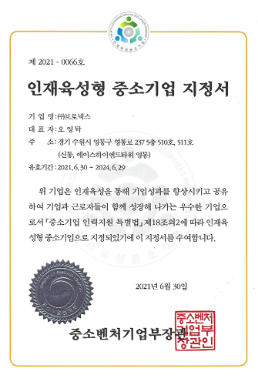 제 2021 - 0066호
인재육성형 중소기업 지정서
기 업 명 : ㈜브로넥스
대 표 자 : 오 영 탁
주 소 : 경기 수원시 영통구 영통로 237 5층 510호, 511호
(신동, 에이스하이엔드타워 영통)
유효기간 : 2021. 6. 30 ~ 2024. 6. 29
위 기업은 인재육성을 통해 기업성과를 향상시키고 공유
하여 기업과 근로자들이 함께 성장해 나가는 우수한 기업으
로서 「중소기업 인력지원 특별법」 제18조의2에 따라 인재육
성형 중소기업으로 지정되었기에 이 지정서를 수여합니다.
2021년 6월 30일
중소벤처기업부장관
중소벤처
기업부
장관인